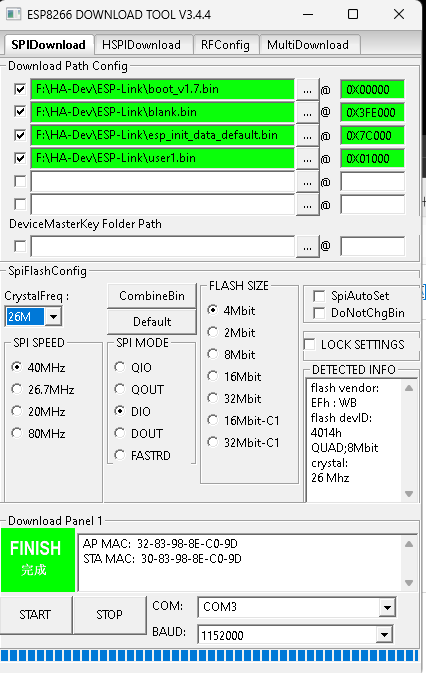 ESP8266 DOWNLOAD TOOL V3.4.4
SPIDownload HSPIDownload RFConfig MultiDownload
Download Path Config
F:\HA-Dev\ESP-Link\boot_v1.7.bin ... @ 0X00000
F:\HA-Dev\ESP-Link\blank.bin ... @ 0X3FE000
F:\HA-Dev\ESP-Link\esp_init_data_default.bin ... @ 0X7C000
F:\HA-Dev\ESP-Link\user1.bin ... @ 0X01000
... @
... @
DeviceMasterKey Folder Path
... @
SpiFlashConfig
CrystalFreq :
26M
CombineBin
Default
SPI SPEED
40MHz
26.7MHz
20MHz
80MHz
SPI MODE
QIO
QOUT
DIO
DOUT
FASTRD
FLASH SIZE
4Mbit
2Mbit
8Mbit
16Mbit
32Mbit
16Mbit-C1
32Mbit-C1
SpiAutoSet
DoNotChgBin
LOCK SETTINGS
DETECTED INFO
flash vendor:
EFh : WB
flash devID:
4014h
QUAD;8Mbit
crystal:
26 Mhz
Download Panel 1
FINISH
完成
AP MAC: 32-83-98-8E-C0-9D
STA MAC: 30-83-98-8E-C0-9D
START STOP
COM: COM3
BAUD: 1152000